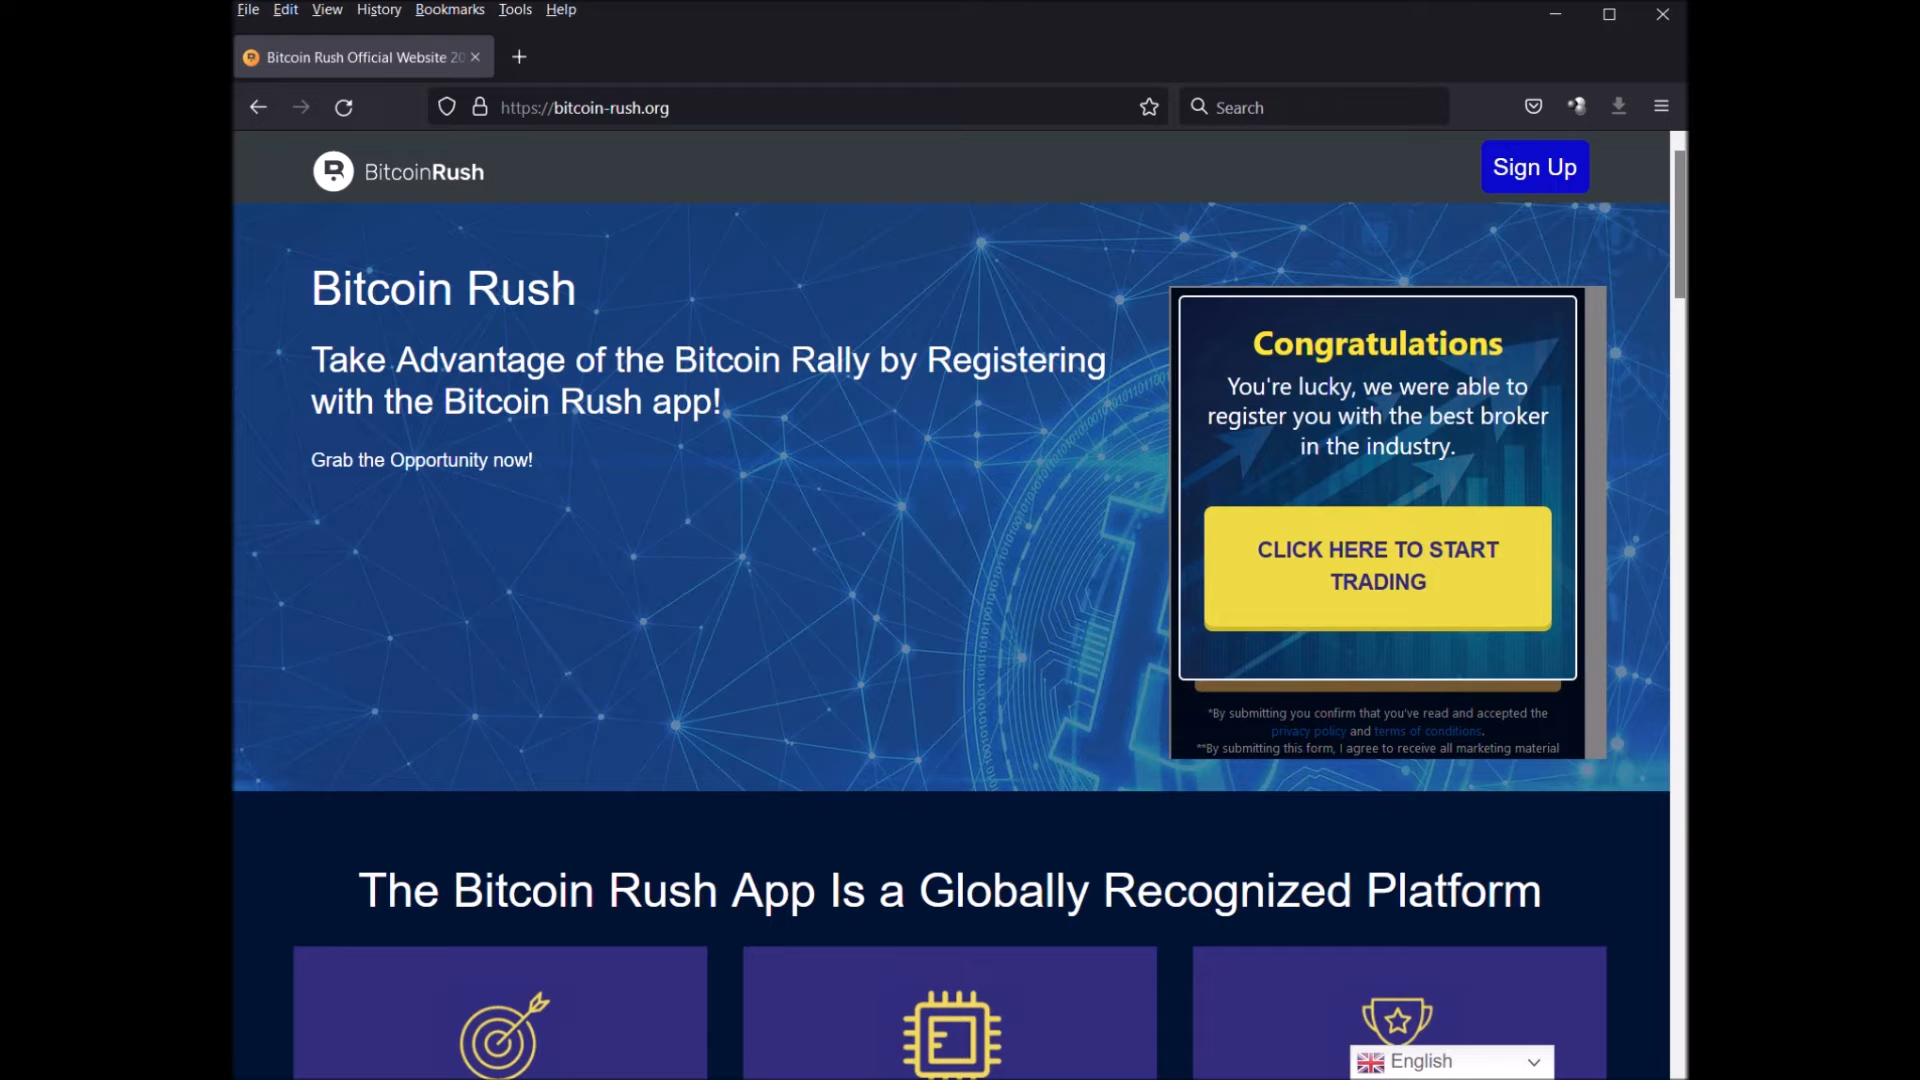 File Edit View History Bookmarks Tools Help
Bitcoin Rush Official Website 20
https://bitcoin-rush.org
Search
BitcoinRush
Sign Up
Bitcoin Rush
Take Advantage of the Bitcoin Rally by Registering
with the Bitcoin Rush app!
Grab the Opportunity now!
Congratulations
You're lucky, we were able to
register you with the best broker
in the industry.
CLICK HERE TO START
TRADING
*By submitting you confirm that you've read and accepted the
privacy policy and terms of conditions.
**By submitting this form, I agree to receive all marketing material
The Bitcoin Rush App Is a Globally Recognized Platform
English